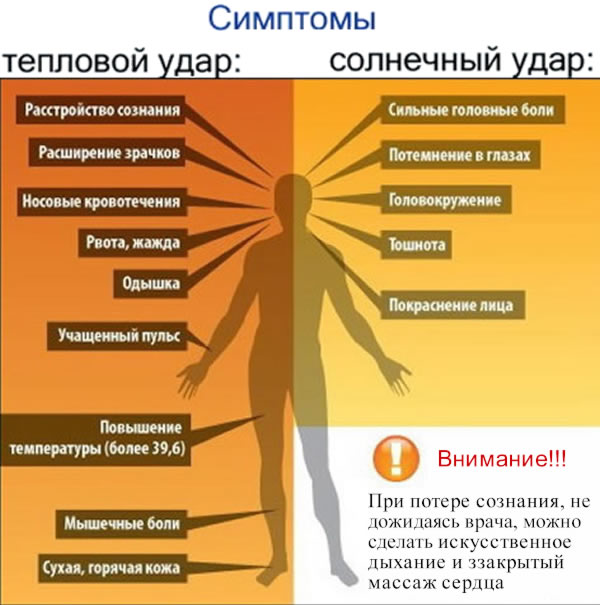 Симптомы
тепловой удар:
солнечный удар:
Расстройство сознания
Расширение зрачков
Носовые кровотечения
Рвота, жажда
Одышка
Учащенный пульс
Повышение
температуры (более 39,6)
Мышечные боли
Сухая, горячая кожа
Сильные головные боли
Потемнение в глазах
Головокружение
Тошнота
Покраснение лица
!
Внимание!!!
При потере сознания, не
дожидаясь врача, можно
сделать искусственное
дыхание и ззакрытый
массаж сердца